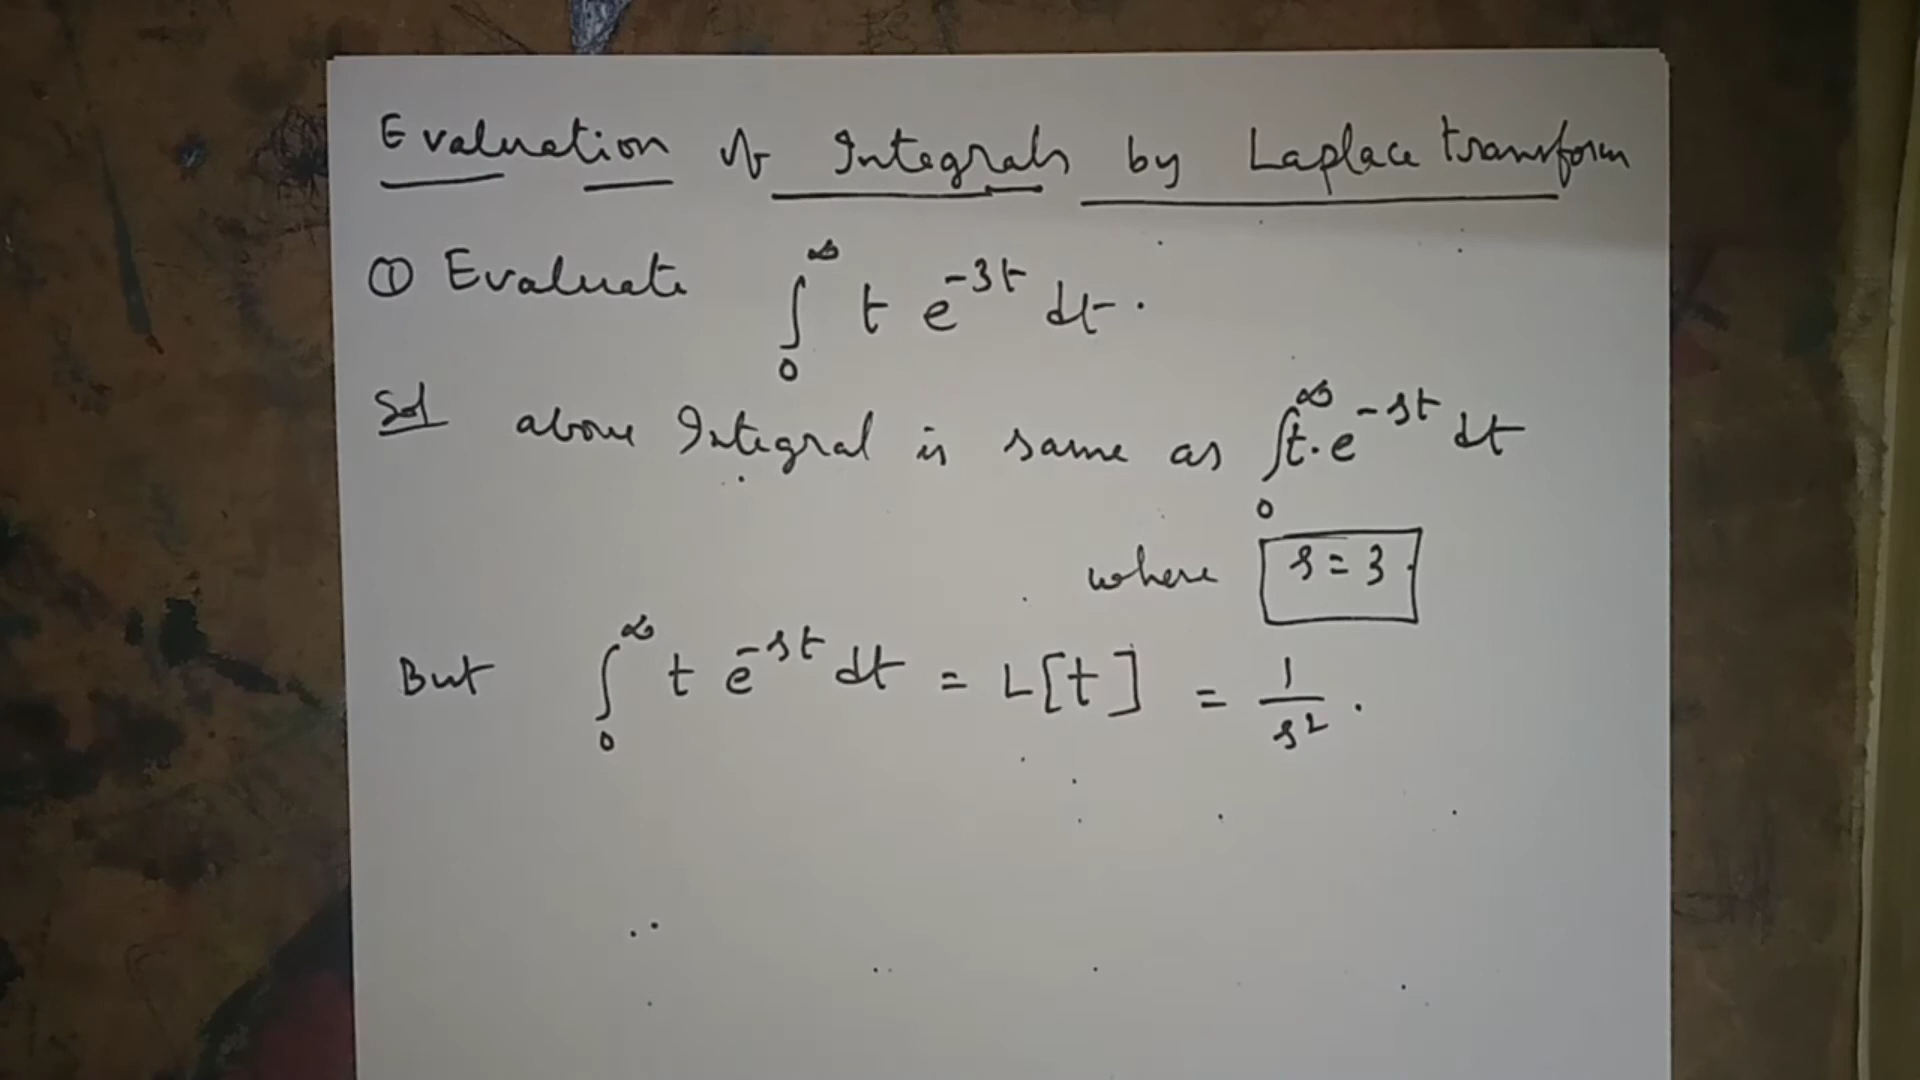 Evaluation of Integrals by Laplace transform
① Evaluate ∫₀^∞ t e^{-3t} dt.
Sol above Integral is same as ∫₀^∞ t. e^{-st} dt
where s = 3
But ∫₀^∞ t e^{-st} dt = L[t] = 1/s².